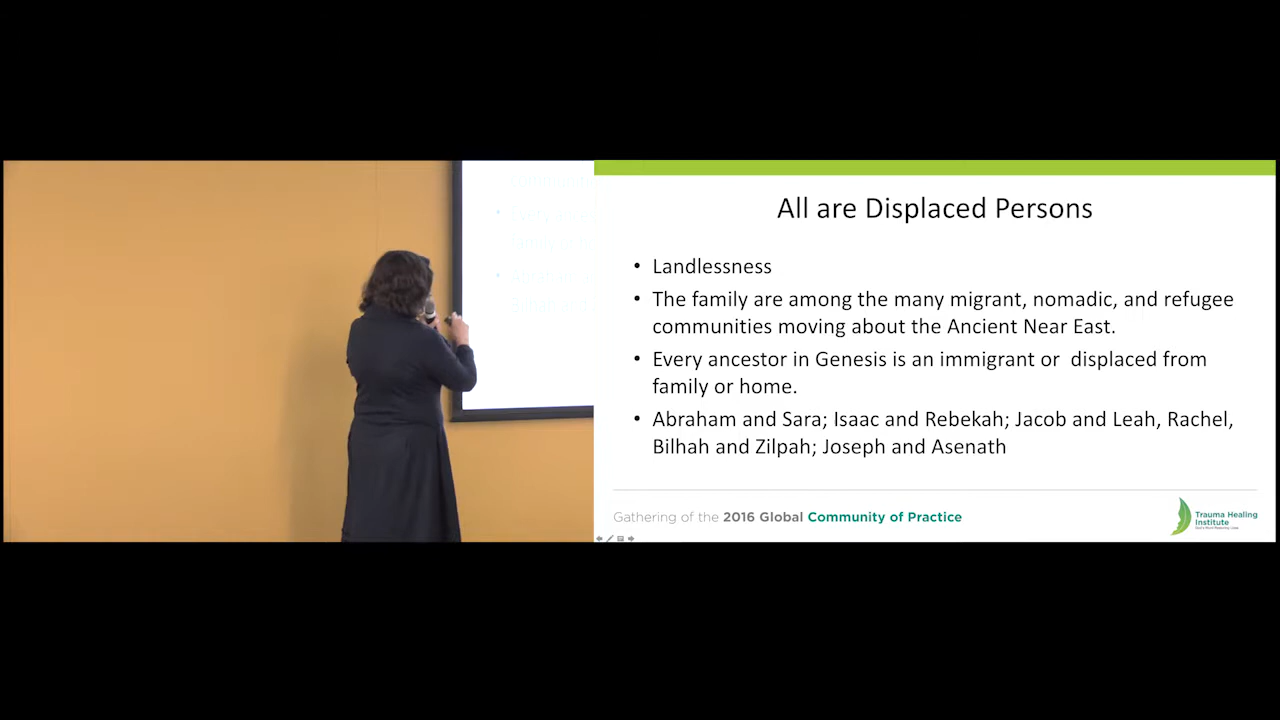 All are Displaced Persons
• Landlessness
• The family are among the many migrant, nomadic, and refugee
communities moving about the Ancient Near East.
• Every ancestor in Genesis is an immigrant or  displaced from
family or home.
• Abraham and Sara; Isaac and Rebekah; Jacob and Leah, Rachel,
Bilhah and Zilpah; Joseph and Asenath
Gathering of the 2016 Global Community of Practice
Trauma Healing
Institute